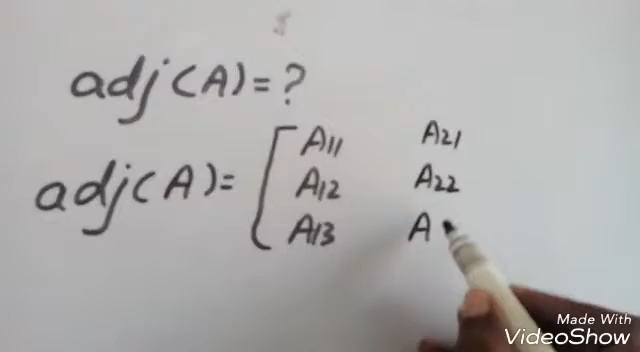 adj(A)=?
adj(A)= [ A11 A21
A12 A22
A13 A
Made With
VideoShow